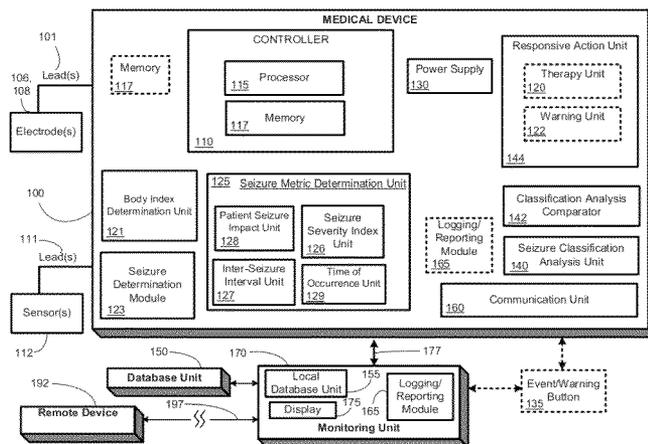 MEDICAL DEVICE
101
Lead(s)
106,
108
Electrode(s)
Memory
117
CONTROLLER
Processor
115
Memory
117
110
Power Supply
130
Responsive Action Unit
Therapy Unit
120
Warning Unit
122
144
100
Body Index
Determination Unit
121
125
Seizure Metric Determination Unit
Patient Seizure
Impact Unit
128
Seizure
Severity Index
Unit
126
Inter-Seizure
Interval Unit
127
Time of
Occurrence Unit
129
Classification Analysis
Comparator
142
Logging/
Reporting
Module
165
Seizure Classification
Analysis Unit
140
111
Lead(s)
Sensor(s)
112
Seizure
Determination
Module
123
Communication Unit
160
150
170
177
Database Unit
Local
Database Unit
155
Display
175
Logging/
Reporting
Module
165
Monitoring Unit
192
Remote Device
197
Event/Warning
Button
135